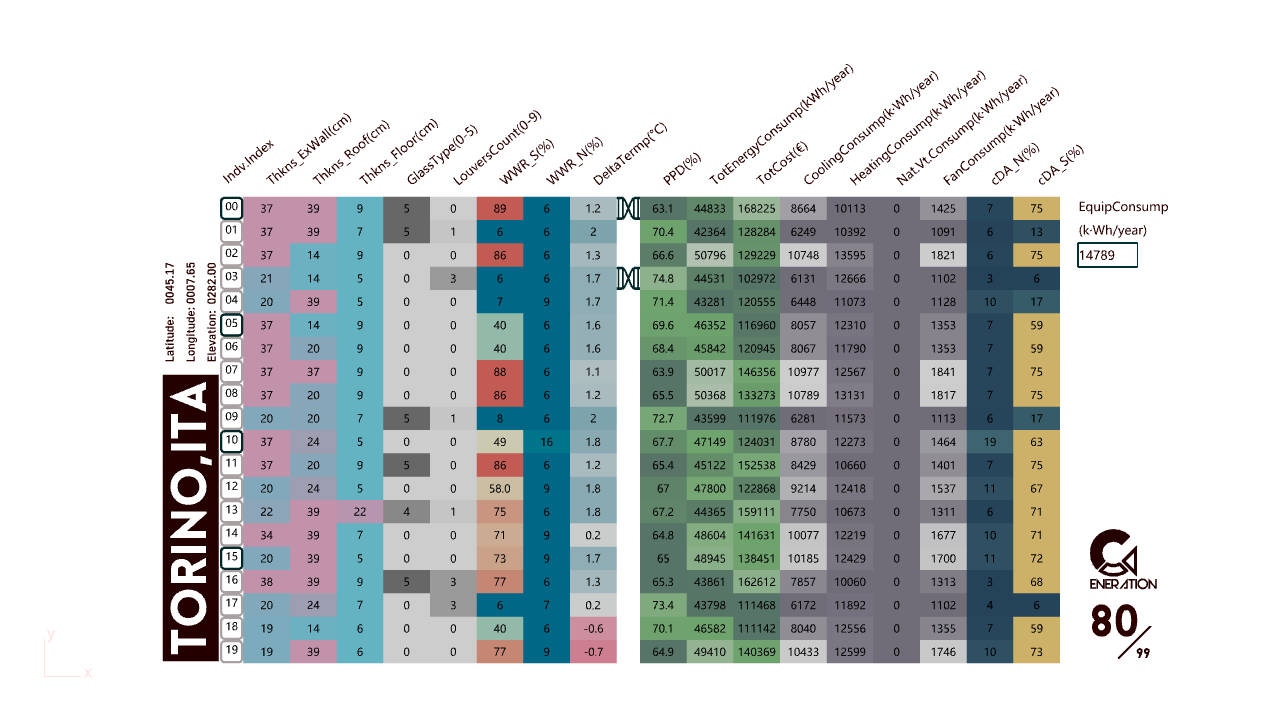 Indv.Index Thkns_ExWall(cm) Thkns_Roof(cm) Thkns_Floor(cm) GlassType(0-5) LouversCount(0-9) WWR_S(%) WWR_N(%) DeltaTermp(°C) PPD(%) TotEnergyConsump(kWh/year) TotCost(€) CoolingConsump(k·Wh/year) HeatingConsump(k·Wh/year) Nat.Vt.Consump(k·Wh/year) FanConsump(k·Wh/year) cDA_N(%) cDA_S(%)
00 37 39 9 5 0 89 6 1.2 63.1 44833 168225 8664 10113 0 1425 7 75
01 37 39 7 5 1 6 6 2 70.4 42364 128284 6249 10392 0 1091 6 13
02 37 14 9 0 0 86 6 1.3 66.6 50796 129229 10748 13595 0 1821 6 75
03 21 14 5 0 3 6 6 1.7 74.8 44531 102972 6131 12666 0 1102 3 6
04 20 39 5 0 0 7 9 1.7 71.4 43281 120555 6448 11073 0 1128 10 17
05 37 14 9 0 0 40 6 1.6 69.6 46352 116960 8057 12310 0 1353 7 59
06 37 20 9 0 0 40 6 1.6 68.4 45842 120945 8067 11790 0 1353 7 59
07 37 37 9 0 0 88 6 1.1 63.9 50017 146356 10977 12567 0 1841 7 75
08 37 20 9 0 0 86 6 1.2 65.5 50368 133273 10789 13131 0 1817 7 75
09 20 20 7 5 1 8 6 2 72.7 43599 111976 6281 11573 0 1113 6 17
10 37 24 5 0 0 49 16 1.8 67.7 47149 124031 8780 12273 0 1464 19 63
11 37 20 9 5 0 86 6 1.2 65.4 45122 152538 8429 10660 0 1401 7 75
12 20 24 5 0 0 58.0 9 1.8 67 47800 122868 9214 12418 0 1537 11 67
13 22 39 22 4 1 75 6 1.8 67.2 44365 159111 7750 10673 0 1311 6 71
14 34 39 7 0 0 71 9 0.2 64.8 48604 141631 10077 12219 0 1677 10 71
15 20 39 5 0 0 73 9 1.7 65 48945 138451 10185 12429 0 1700 11 72
16 38 39 9 5 3 77 6 1.3 65.3 43861 162612 7857 10060 0 1313 3 68
17 20 24 7 0 3 6 7 0.2 73.4 43798 111468 6172 11892 0 1102 4 6
18 19 14 6 0 0 40 6 -0.6 70.1 46582 111142 8040 12556 0 1355 7 59
19 19 39 6 0 0 77 9 -0.7 64.9 49410 140369 10433 12599 0 1746 10 73
EquipConsump
(k·Wh/year)
14789
Latitude: 0045.17
Longitude: 0007.65
Elevation: 0282.00
TORINO,ITA
ENERATION
80/99
y
x